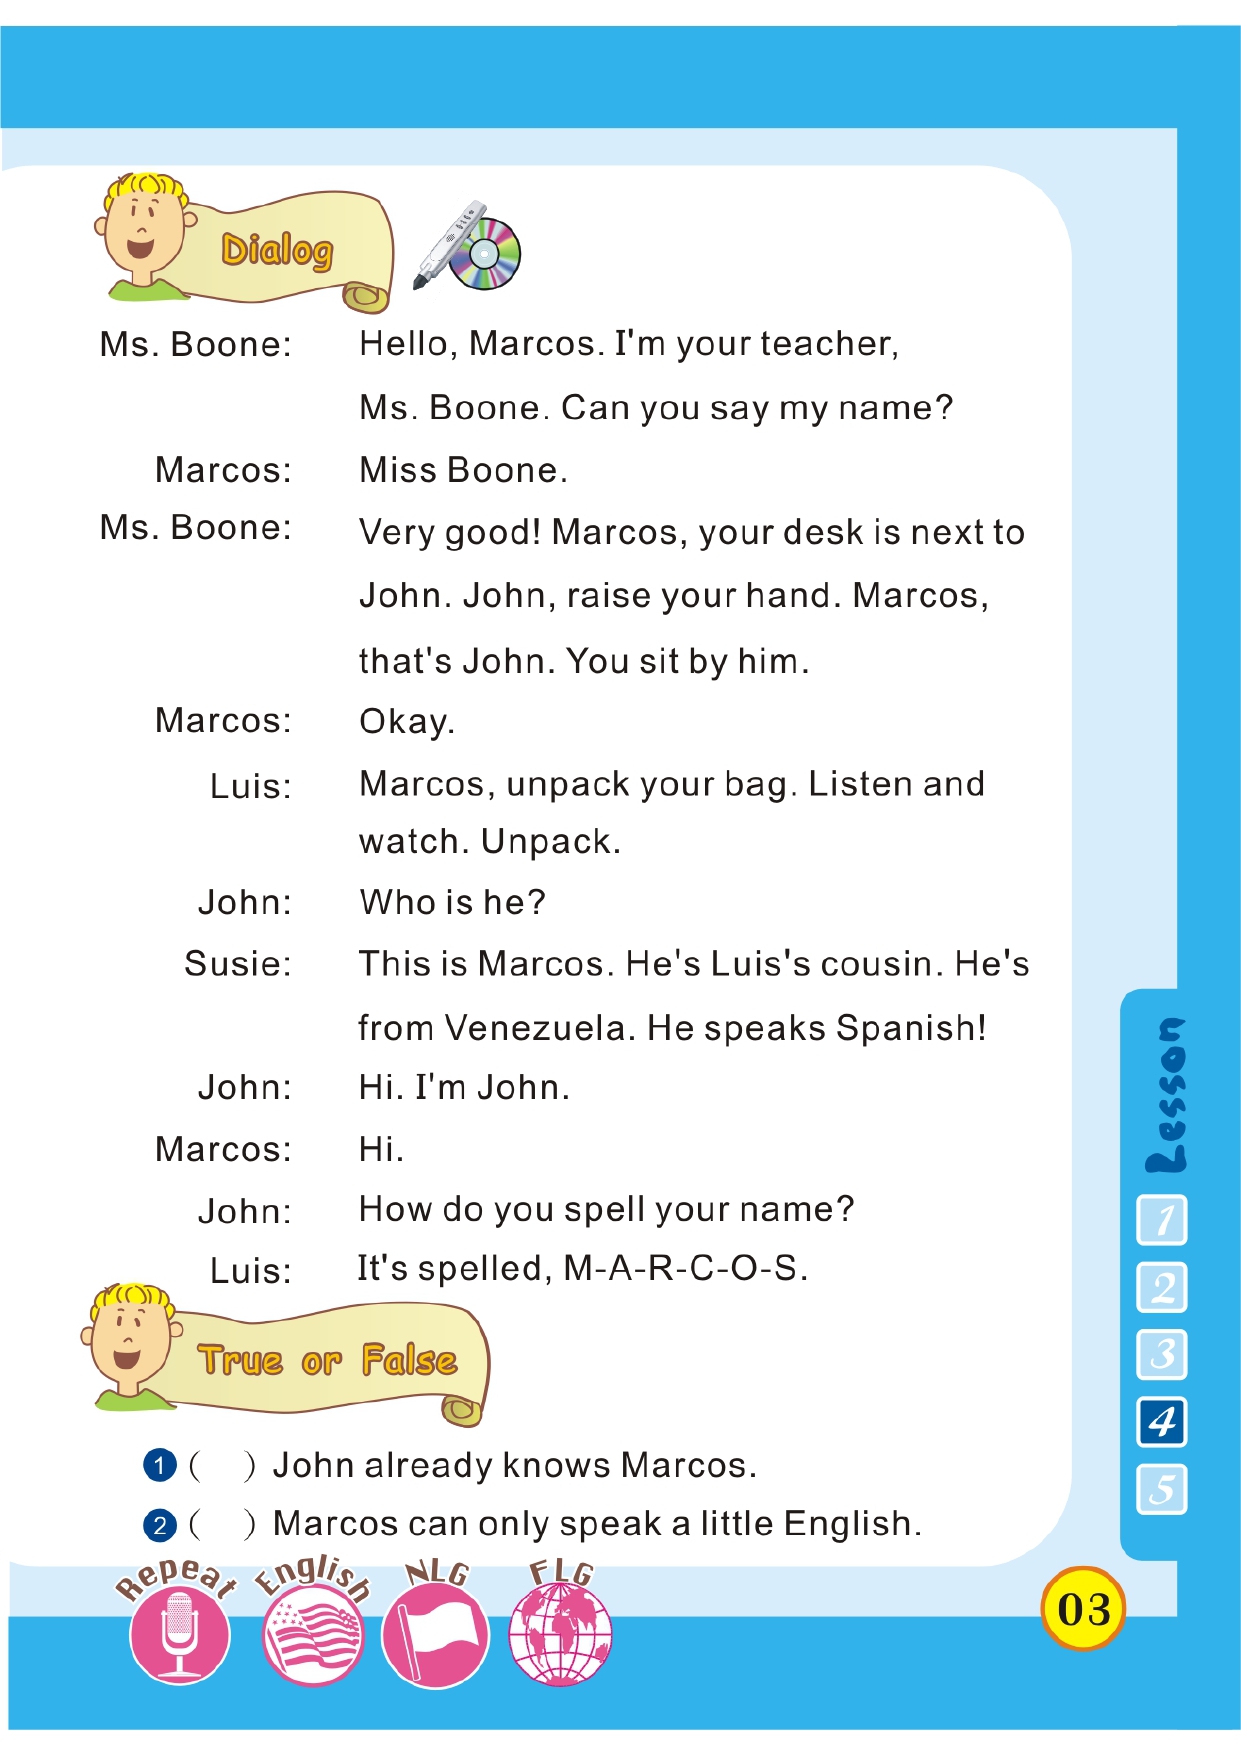 Dialog
Ms. Boone: Hello, Marcos. I'm your teacher,
Ms. Boone. Can you say my name?
Marcos: Miss Boone.
Ms. Boone: Very good! Marcos, your desk is next to
John. John, raise your hand. Marcos,
that's John. You sit by him.
Marcos: Okay.
Luis: Marcos, unpack your bag. Listen and
watch. Unpack.
John: Who is he?
Susie: This is Marcos. He's Luis's cousin. He's
from Venezuela. He speaks Spanish!
John: Hi. I'm John.
Marcos: Hi.
John: How do you spell your name?
Luis: It's spelled, M-A-R-C-O-S.
True or False
1 ( ) John already knows Marcos.
2 ( ) Marcos can only speak a little English.
Repeat English NLG FLG
03
Lesson
1
2
3
4
5